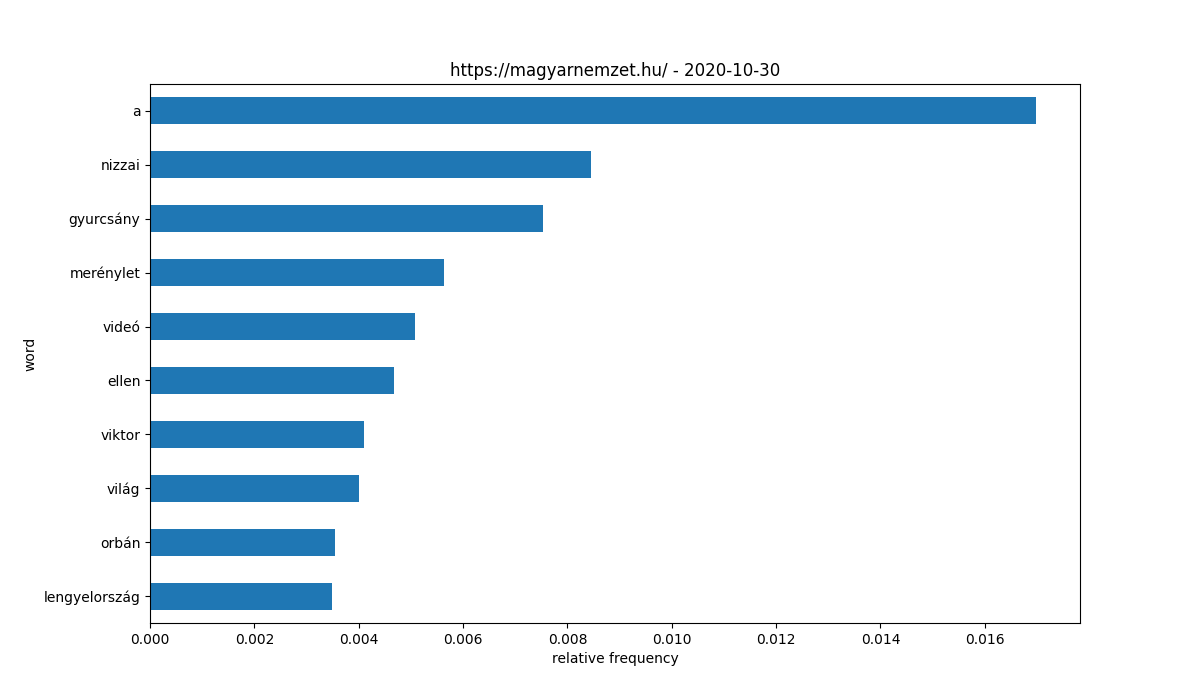 https://magyarnemzet.hu/ - 2020-10-30
a
nizzai
gyurcsány
merénylet
videó
ellen
viktor
világ
orbán
lengyelország
word
0.000 0.002 0.004 0.006 0.008 0.010 0.012 0.014 0.016
relative frequency